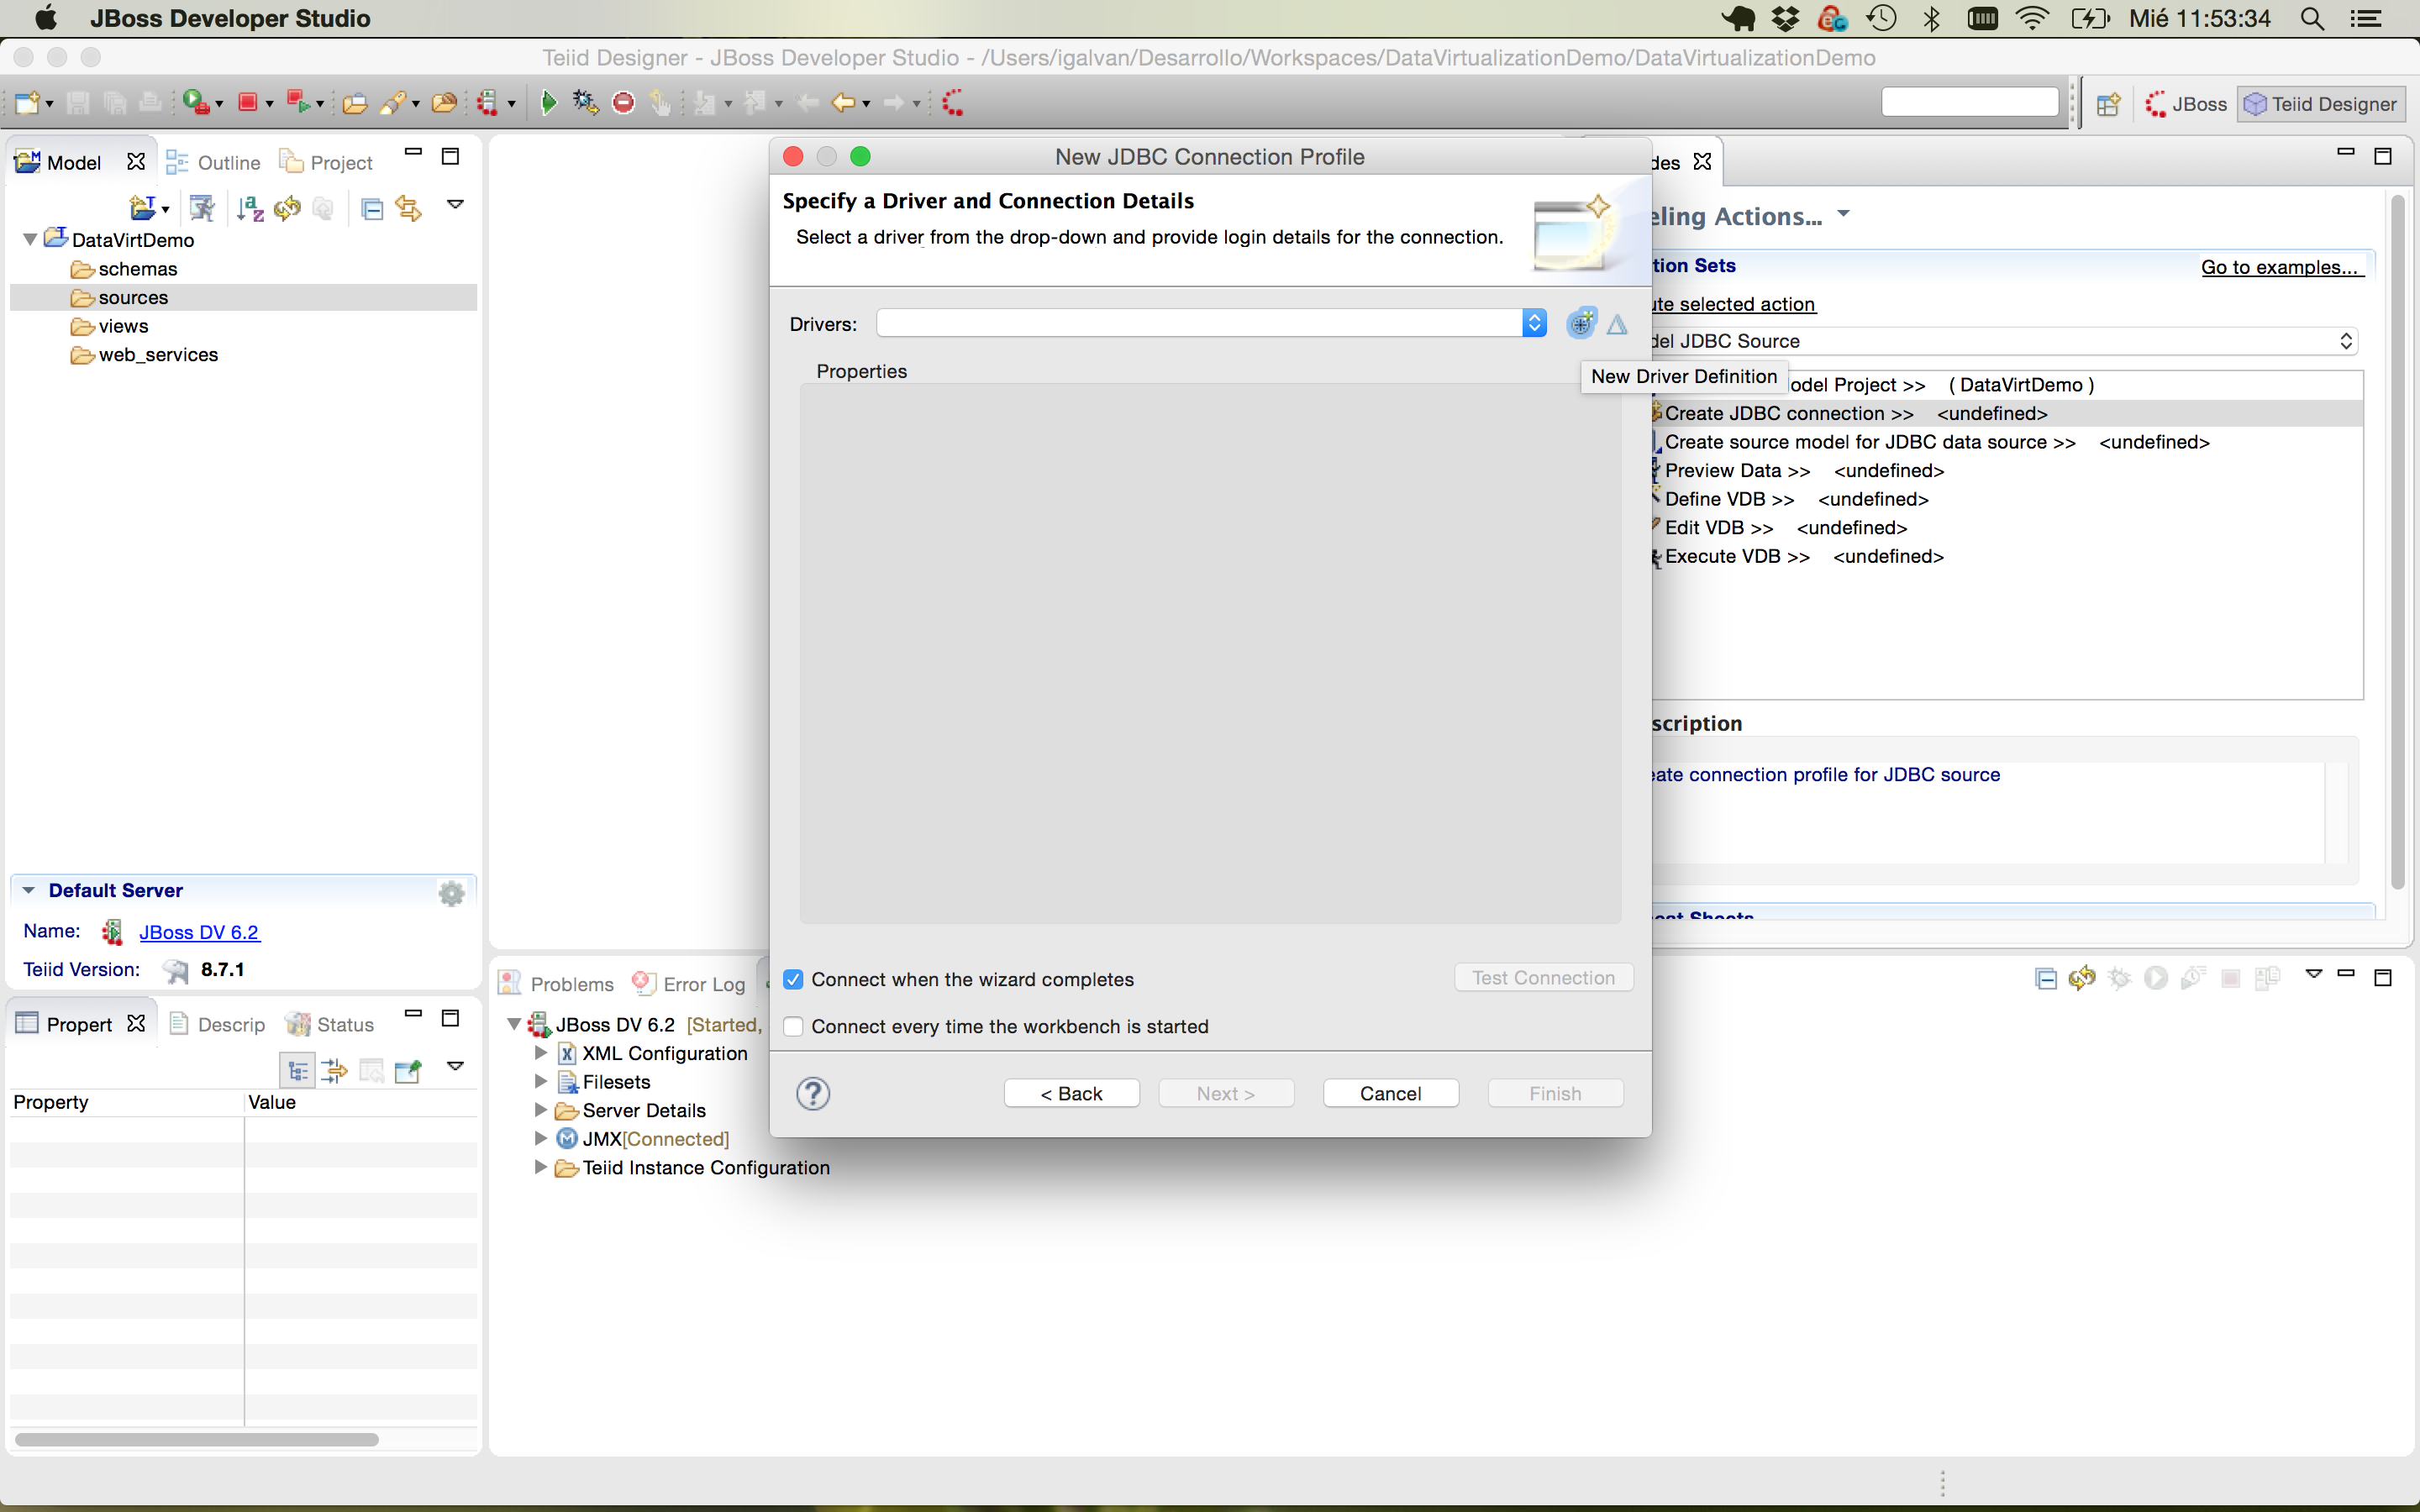 JBoss Developer Studio
Mié 11:53:34
Teiid Designer - JBoss Developer Studio - /Users/igalvan/Desarrollo/Workspaces/DataVirtualizationDemo/DataVirtualizationDemo
JBoss
Teiid Designer
Model
Outline
Project
DataVirtDemo
schemas
sources
views
web_services
Default Server
Name: JBoss DV 6.2
Teiid Version: 8.7.1
Propert
Descrip
Status
Property Value
New JDBC Connection Profile
Specify a Driver and Connection Details
Select a driver from the drop-down and provide login details for the connection.
Drivers:
Properties
New Driver Definition
Connect when the wizard completes
Test Connection
Connect every time the workbench is started
< Back
Next >
Cancel
Finish
des
eling Actions...
tion Sets
Go to examples...
ute selected action
del JDBC Source
odel Project >> ( DataVirtDemo )
Create JDBC connection >> <undefined>
Create source model for JDBC data source >> <undefined>
Preview Data >> <undefined>
Define VDB >> <undefined>
Edit VDB >> <undefined>
Execute VDB >> <undefined>
scription
eate connection profile for JDBC source
Problems
Error Log
JBoss DV 6.2 [Started,
XML Configuration
Filesets
Server Details
JMX[Connected]
Teiid Instance Configuration